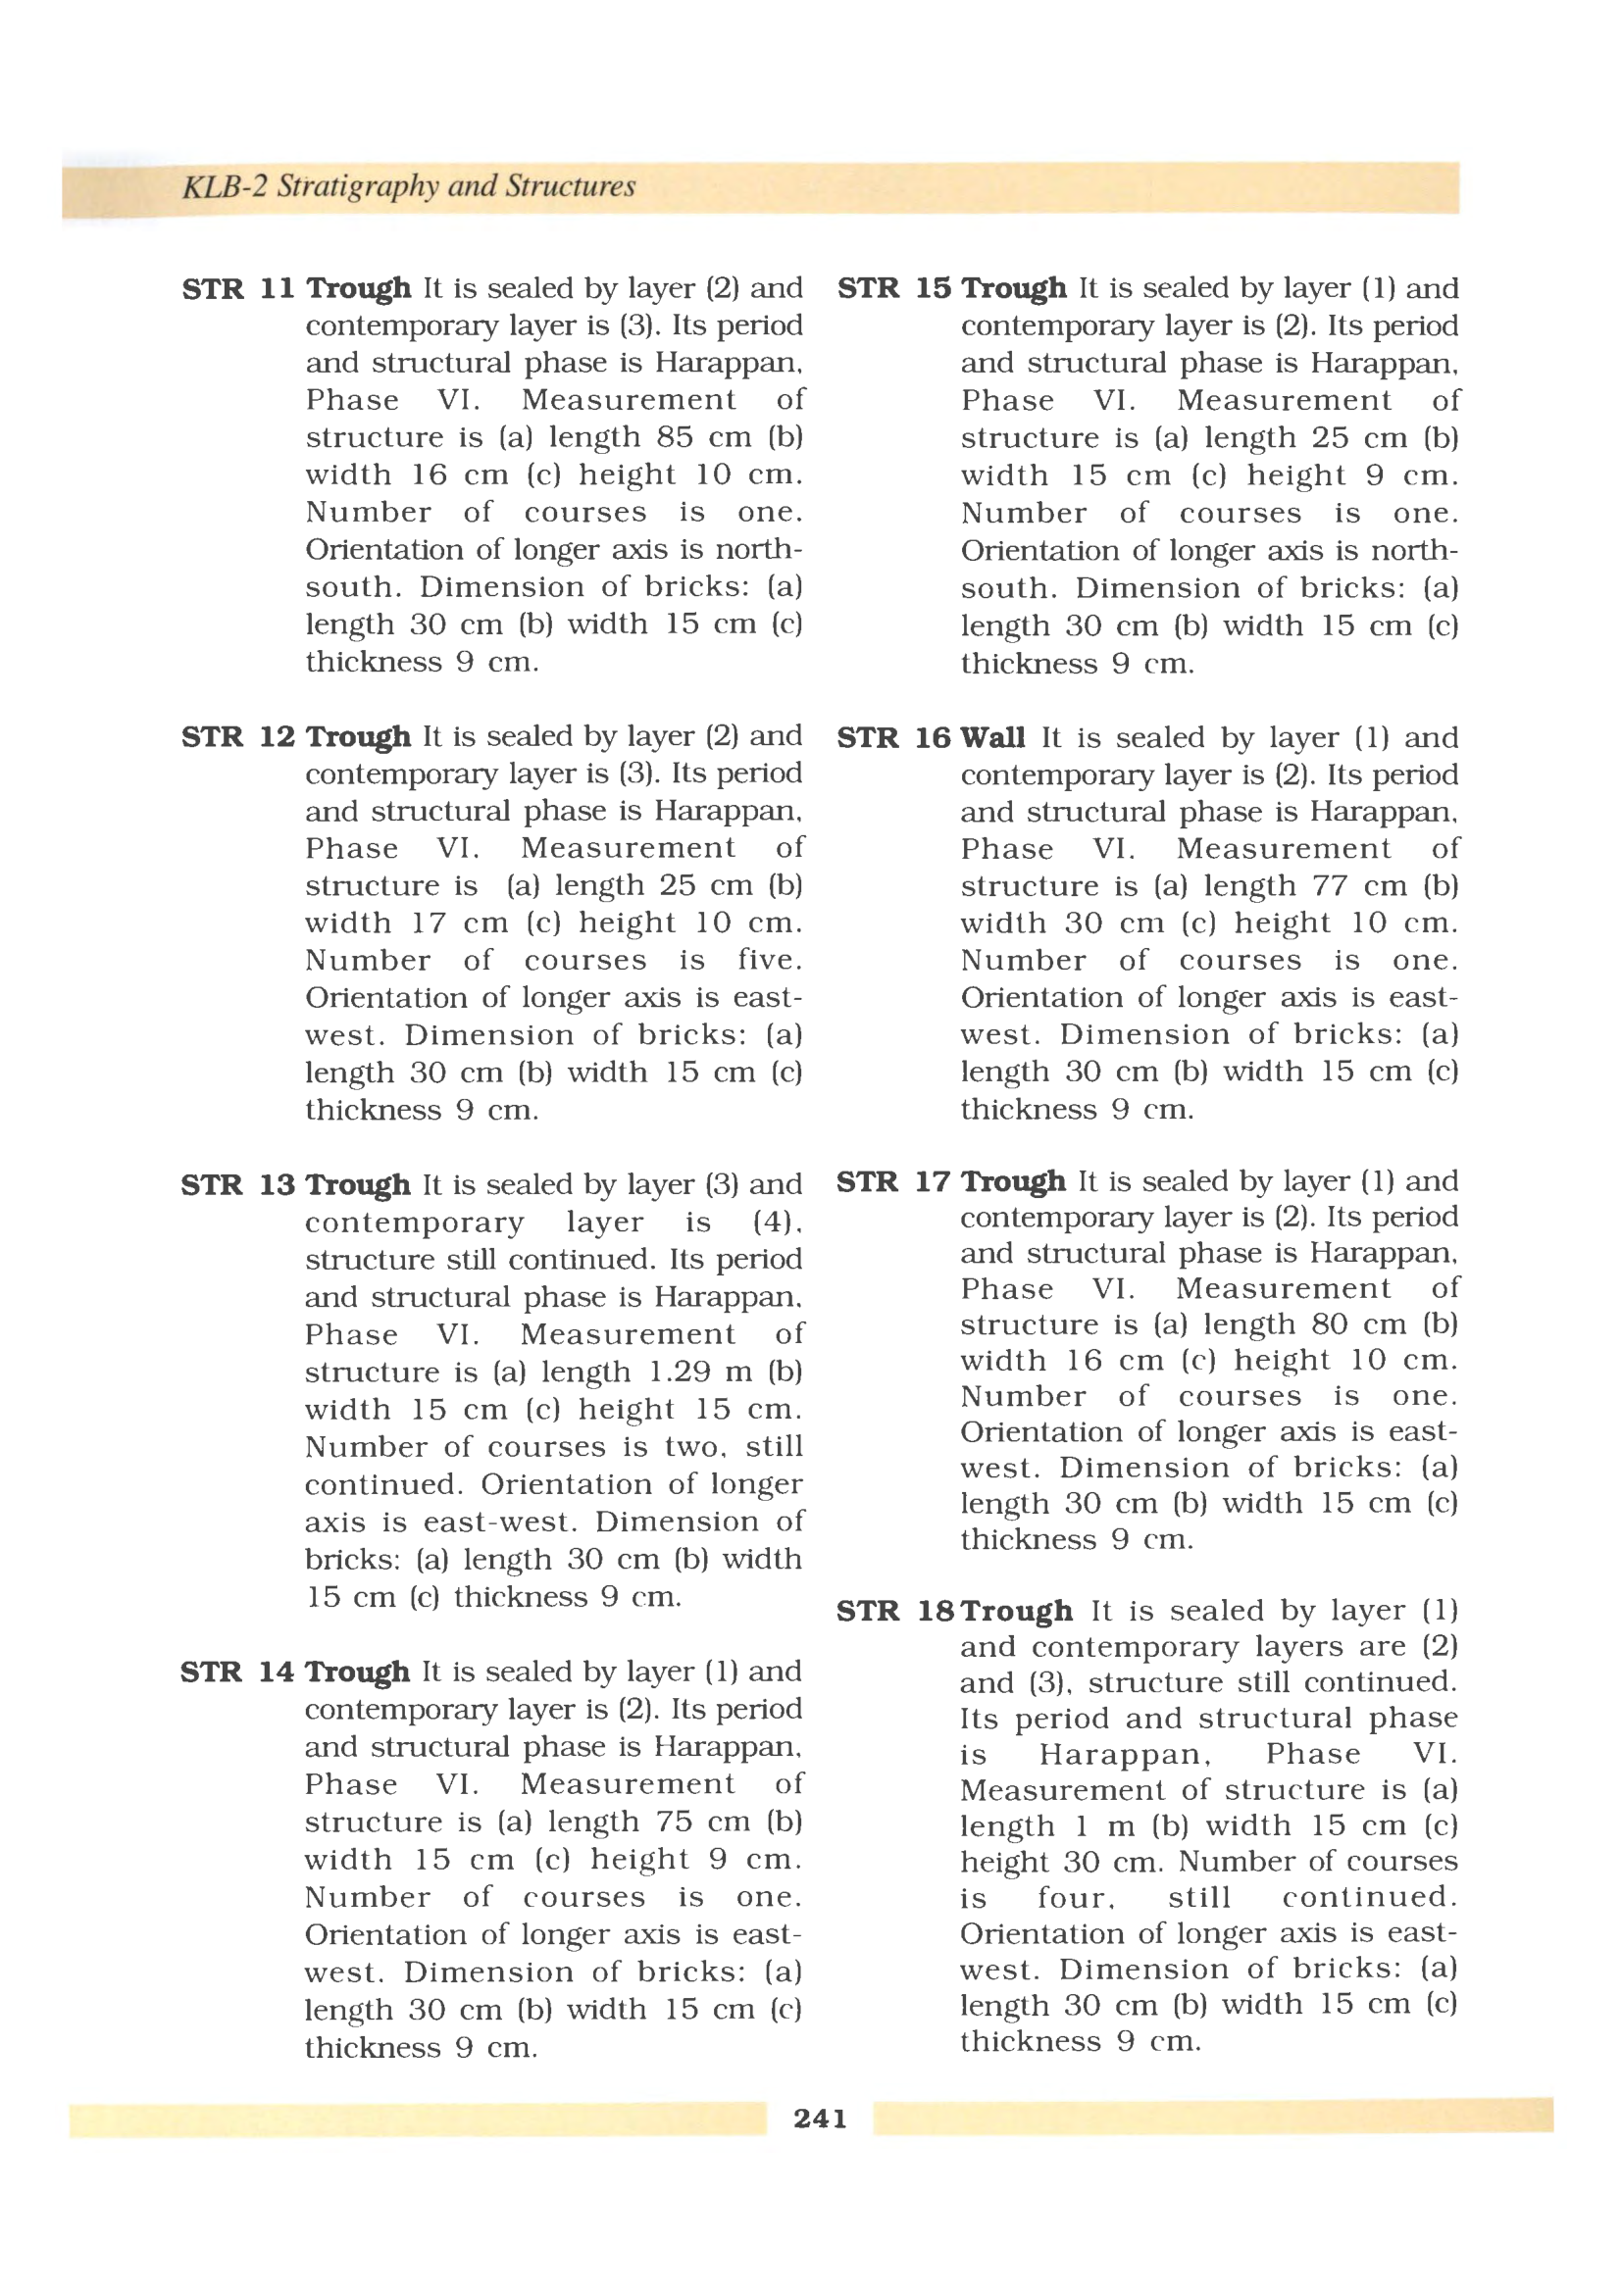 KLB-2 Stratigraphy and Structures
STR 11 Trough It is sealed by layer (2) and
contemporary layer is (3). Its period
and structural phase is Harappan,
Phase VI. Measurement of
structure is (a) length 85 cm (b)
width 16 cm (c) height 10 cm.
Number of courses is one.
Orientation of longer axis is north-
south. Dimension of bricks: (a)
length 30 cm (b) width 15 cm (c)
thickness 9 cm.
STR 12 Trough It is sealed by layer (2) and
contemporary layer is (3). Its period
and structural phase is Harappan,
Phase VI. Measurement of
structure is (a) length 25 cm (b)
width 17 cm (c) height 10 cm.
Number of courses is five.
Orientation of longer axis is east-
west. Dimension of bricks: (a)
length 30 cm (b) width 15 cm (c)
thickness 9 cm.
STR 13 Trough It is sealed by layer (3) and
contemporary layer is (4),
structure still continued. Its period
and structural phase is Harappan,
Phase VI. Measurement of
structure is (a) length 1.29 m (b)
width 15 cm (c) height 15 cm.
Number of courses is two, still
continued. Orientation of longer
axis is east-west. Dimension of
bricks: (a) length 30 cm (b) width
15 cm (c) thickness 9 cm.
STR 14 Trough It is sealed by layer (1) and
contemporary layer is (2). Its period
and structural phase is Harappan,
Phase VI. Measurement of
structure is (a) length 75 cm (b)
width 15 cm (c) height 9 cm.
Number of courses is one.
Orientation of longer axis is east-
west. Dimension of bricks: (a)
length 30 cm (b) width 15 cm (c)
thickness 9 cm.
STR 15 Trough It is sealed by layer (1) and
contemporary layer is (2). Its period
and structural phase is Harappan,
Phase VI. Measurement of
structure is (a) length 25 cm (b)
width 15 cm (c) height 9 cm.
Number of courses is one.
Orientation of longer axis is north-
south. Dimension of bricks: (a)
length 30 cm (b) width 15 cm (c)
thickness 9 cm.
STR 16 Wall It is sealed by layer (1) and
contemporary layer is (2). Its period
and structural phase is Harappan,
Phase VI. Measurement of
structure is (a) length 77 cm (b)
width 30 cm (c) height 10 cm.
Number of courses is one.
Orientation of longer axis is east-
west. Dimension of bricks: (a)
length 30 cm (b) width 15 cm (c)
thickness 9 cm.
STR 17 Trough It is sealed by layer (1) and
contemporary layer is (2). Its period
and structural phase is Harappan,
Phase VI. Measurement of
structure is (a) length 80 cm (b)
width 16 cm (c) height 10 cm.
Number of courses is one.
Orientation of longer axis is east-
west. Dimension of bricks: (a)
length 30 cm (b) width 15 cm (c)
thickness 9 cm.
STR 18 Trough It is sealed by layer (1)
and contemporary layers are (2)
and (3), structure still continued.
Its period and structural phase
is Harappan, Phase VI.
Measurement of structure is (a)
length 1 m (b) width 15 cm (c)
height 30 cm. Number of courses
is four, still continued.
Orientation of longer axis is east-
west. Dimension of bricks: (a)
length 30 cm (b) width 15 cm (c)
thickness 9 cm.
241